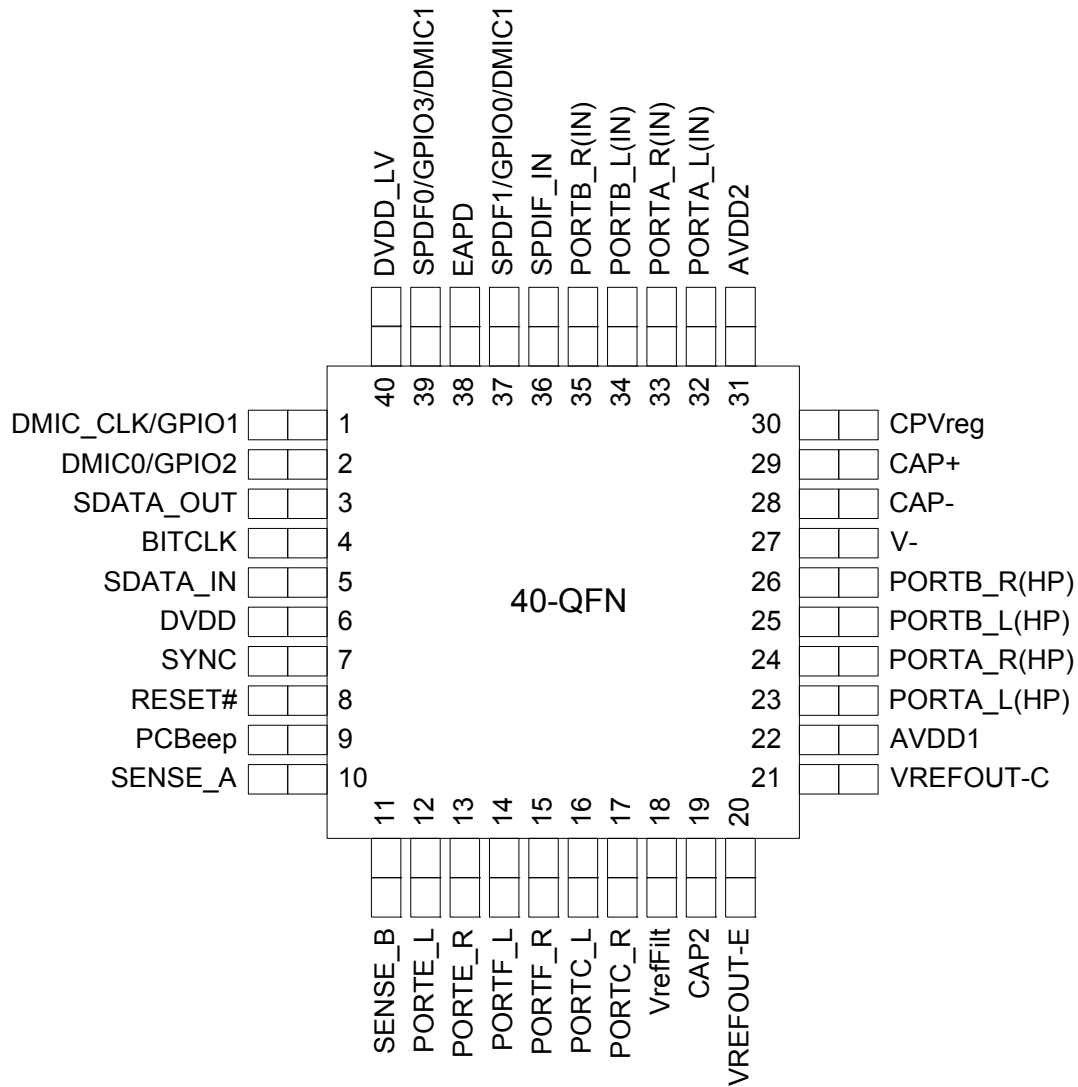 DVDD_LV
SPDF0/GPIO3/DMIC1
EAPD
SPDF1/GPIO0/DMIC1
SPDIF_IN
PORTB_R(IN)
PORTB_L(IN)
PORTA_R(IN)
PORTA_L(IN)
AVDD2
40
39
38
37
36
35
34
33
32
31
DMIC_CLK/GPIO1 1
DMIC0/GPIO2 2
SDATA_OUT 3
BITCLK 4
SDATA_IN 5
DVDD 6
SYNC 7
RESET# 8
PCBeep 9
SENSE_A 10
40-QFN
30 CPVreg
29 CAP+
28 CAP-
27 V-
26 PORTB_R(HP)
25 PORTB_L(HP)
24 PORTA_R(HP)
23 PORTA_L(HP)
22 AVDD1
21 VREFOUT-C
11
12
13
14
15
16
17
18
19
20
SENSE_B
PORTE_L
PORTE_R
PORTF_L
PORTF_R
PORTC_L
PORTC_R
VrefFilt
CAP2
VREFOUT-E